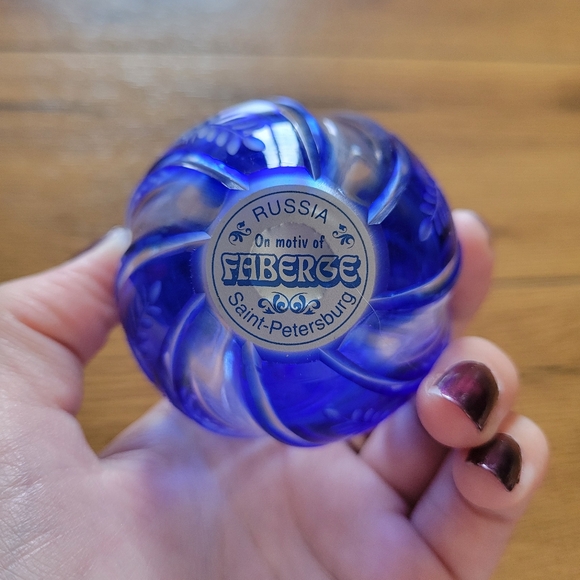 RUSSIA
On motiv of
FABERGE
Saint-Petersburg